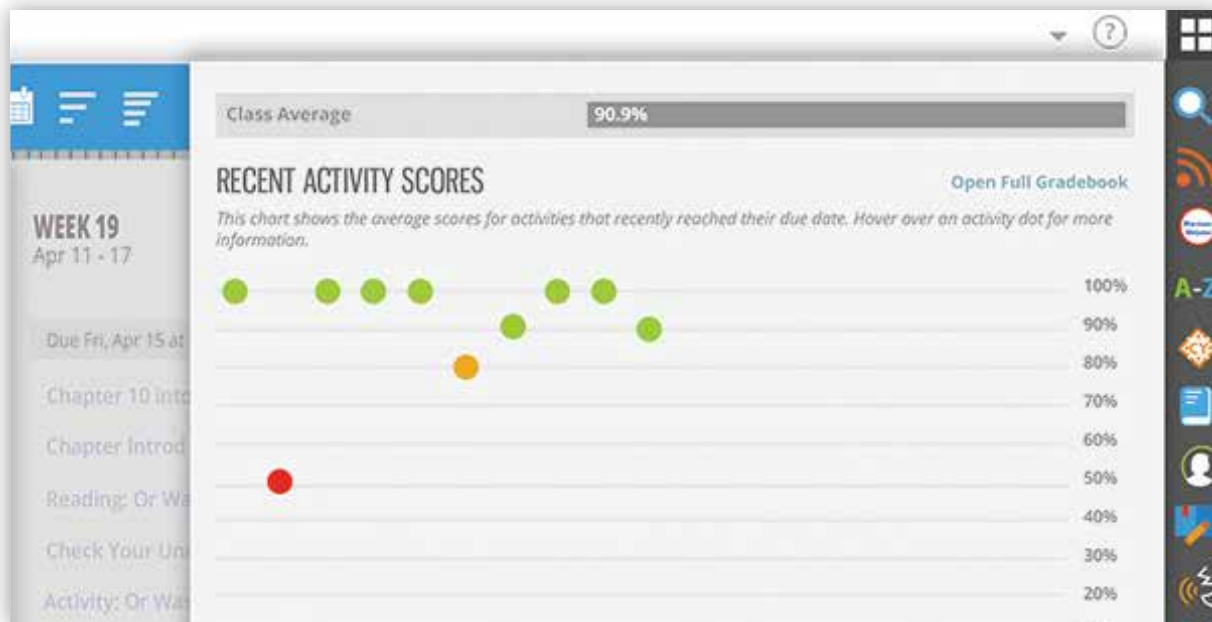 ?
Class Average 90.9%
RECENT ACTIVITY SCORES
Open Full Gradebook
This chart shows the average scores for activities that recently reached their due date. Hover over an activity dot for more
information.
WEEK 19
Apr 11 - 17
Due Fri, Apr 15 at
Chapter 10 Into
Chapter Introd
Reading: Or Wa
Check Your Un
Activity: Or Was
100%
90%
80%
70%
60%
50%
40%
30%
20%
A-Z
CY